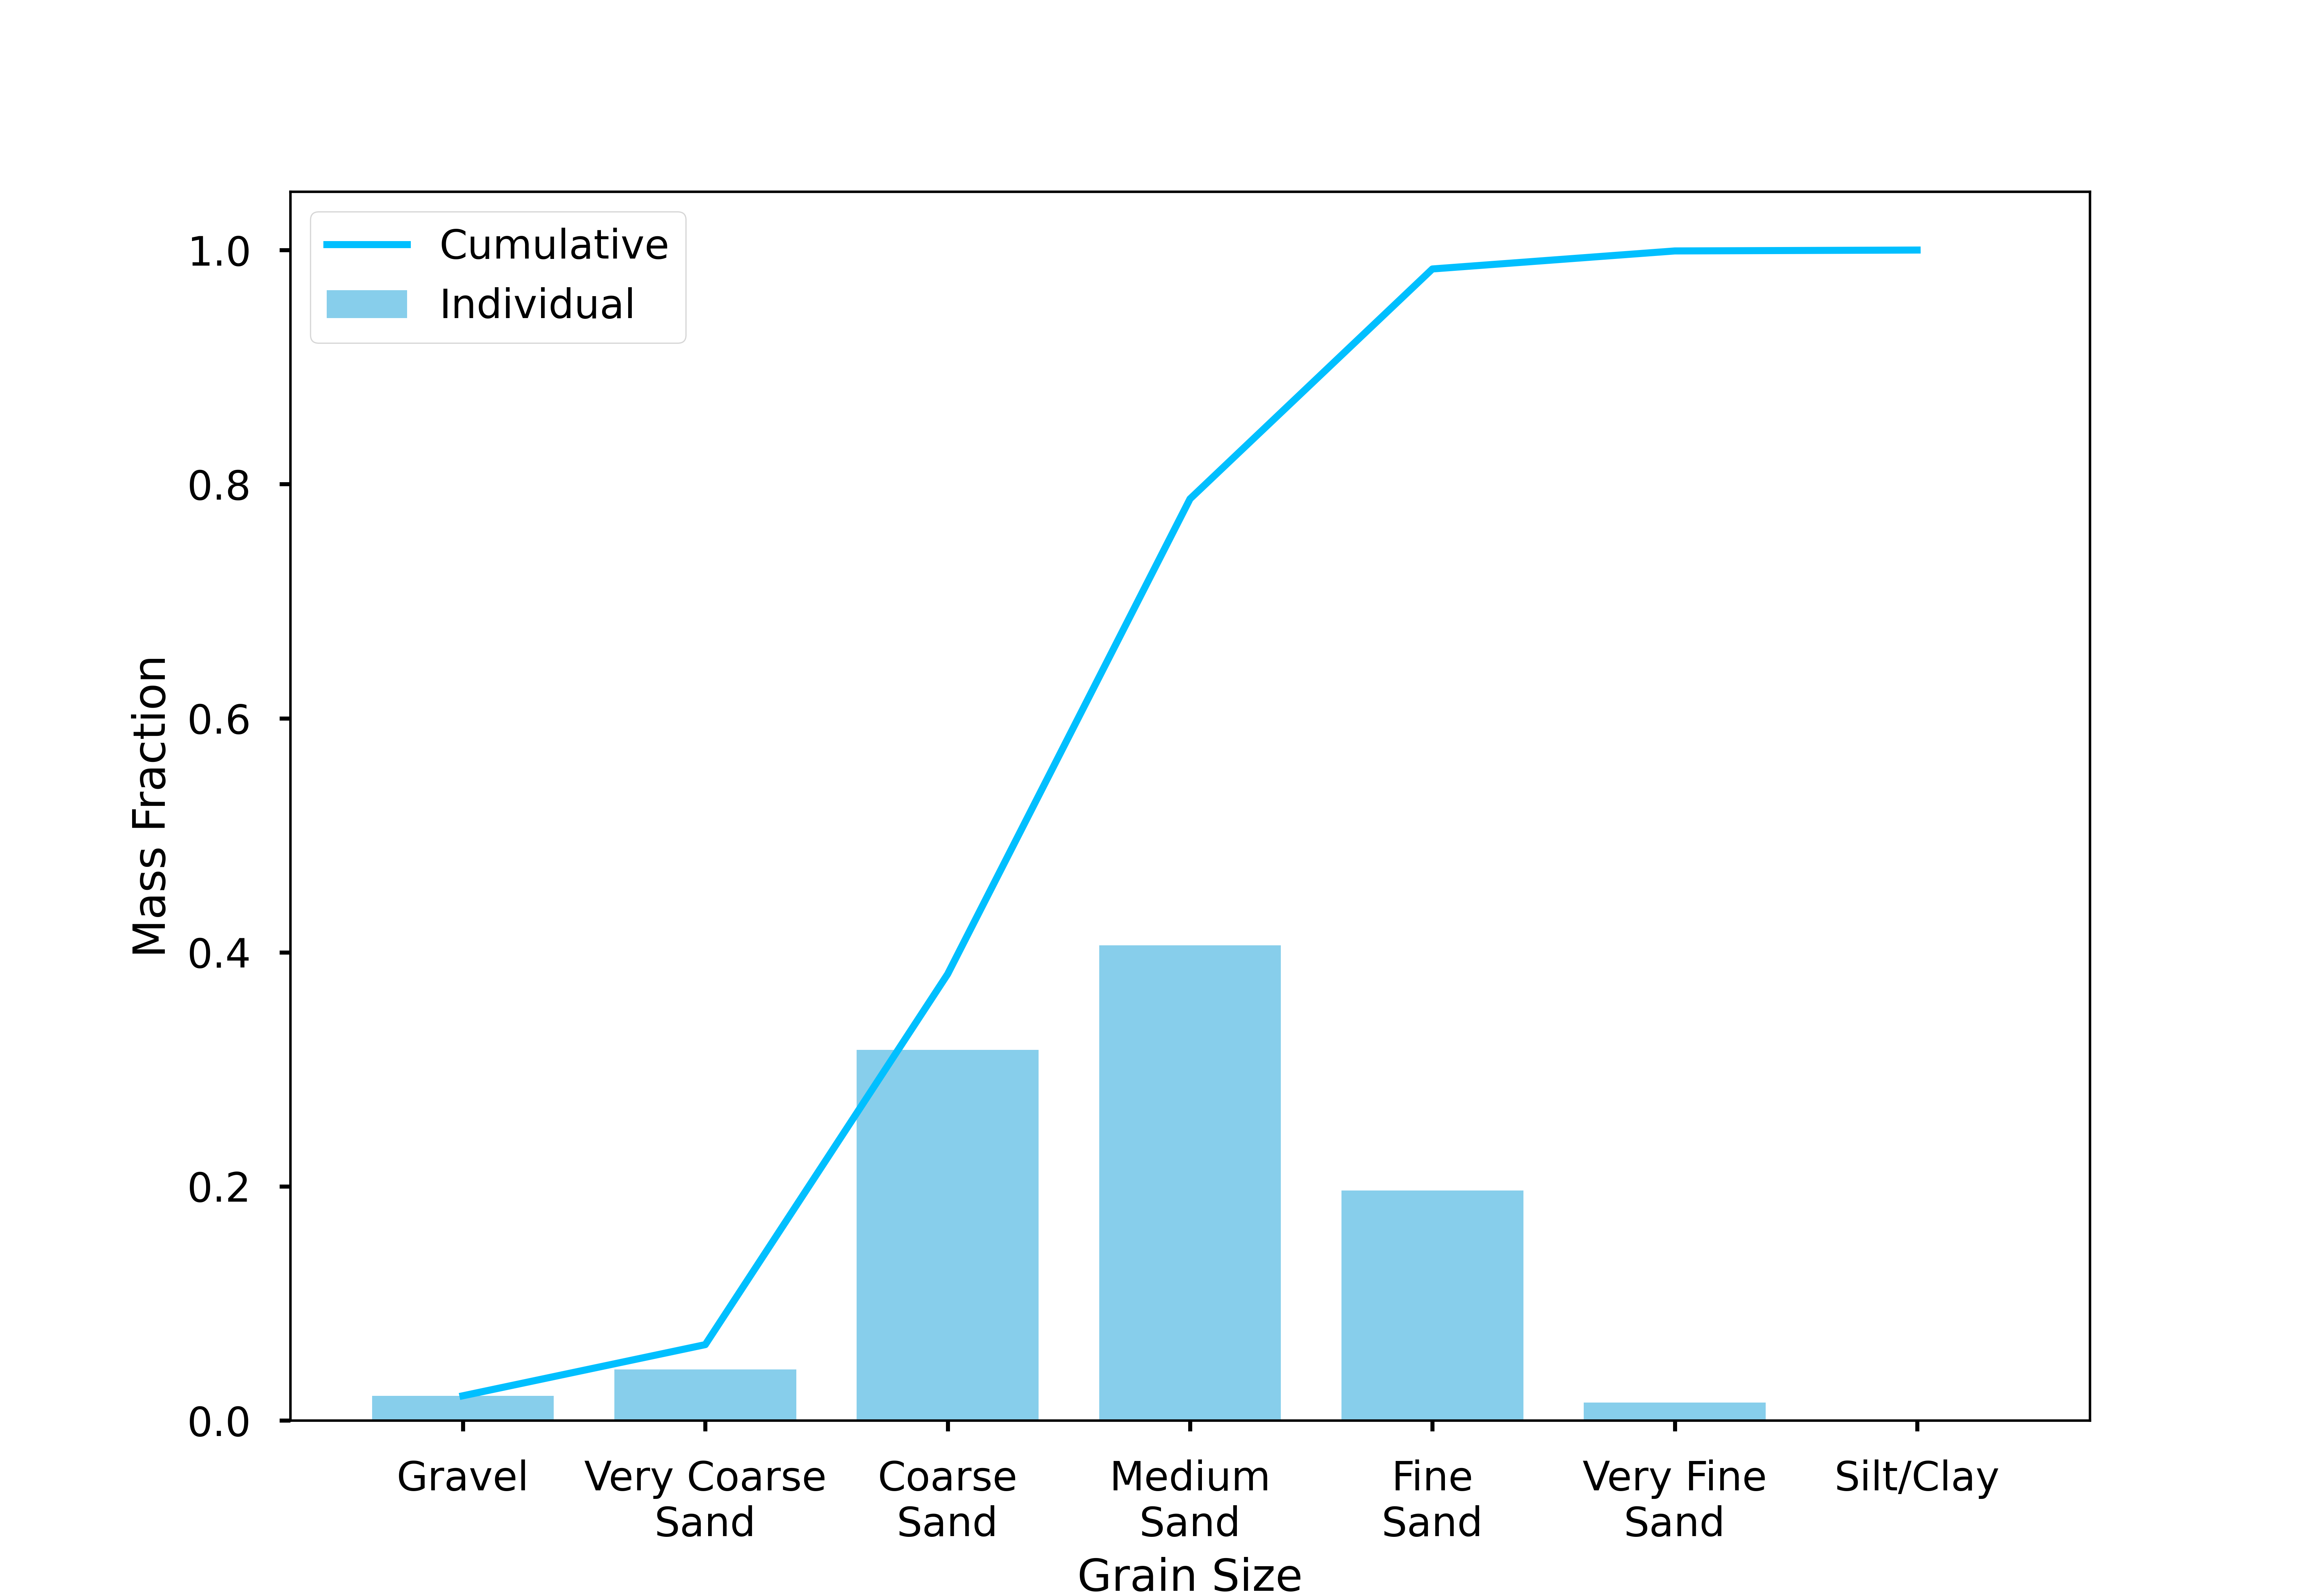 Cumulative
Individual
1.0
0.8
0.6
0.4
0.2
0.0
Mass Fraction
Gravel
Very Coarse
Sand
Coarse
Sand
Medium
Sand
Fine
Sand
Very Fine
Sand
Silt/Clay
Grain Size